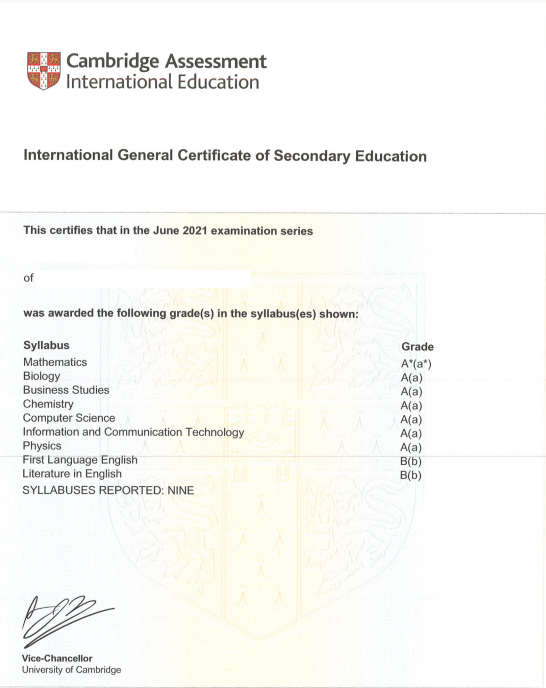 Cambridge Assessment
International Education
International General Certificate of Secondary Education
This certifies that in the June 2021 examination series
of
was awarded the following grade(s) in the syllabus(es) shown:
Syllabus Grade
Mathematics A*(a*)
Biology A(a)
Business Studies A(a)
Chemistry A(a)
Computer Science A(a)
Information and Communication Technology A(a)
Physics A(a)
First Language English B(b)
Literature in English B(b)
SYLLABUSES REPORTED: NINE
Vice-Chancellor
University of Cambridge